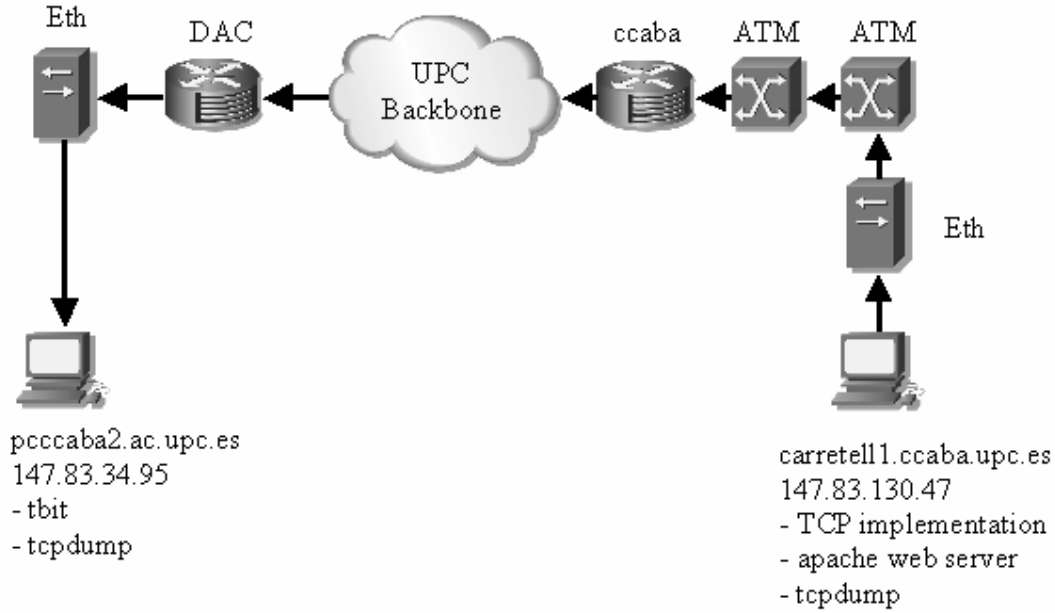 Eth
DAC
UPC
Backbone
ccaba
ATM
ATM
Eth
pcccaba2.ac.upc.es
147.83.34.95
- tbit
- tcpdump
carretell1.ccaba.upc.es
147.83.130.47
- TCP implementation
- apache web server
- tcpdump